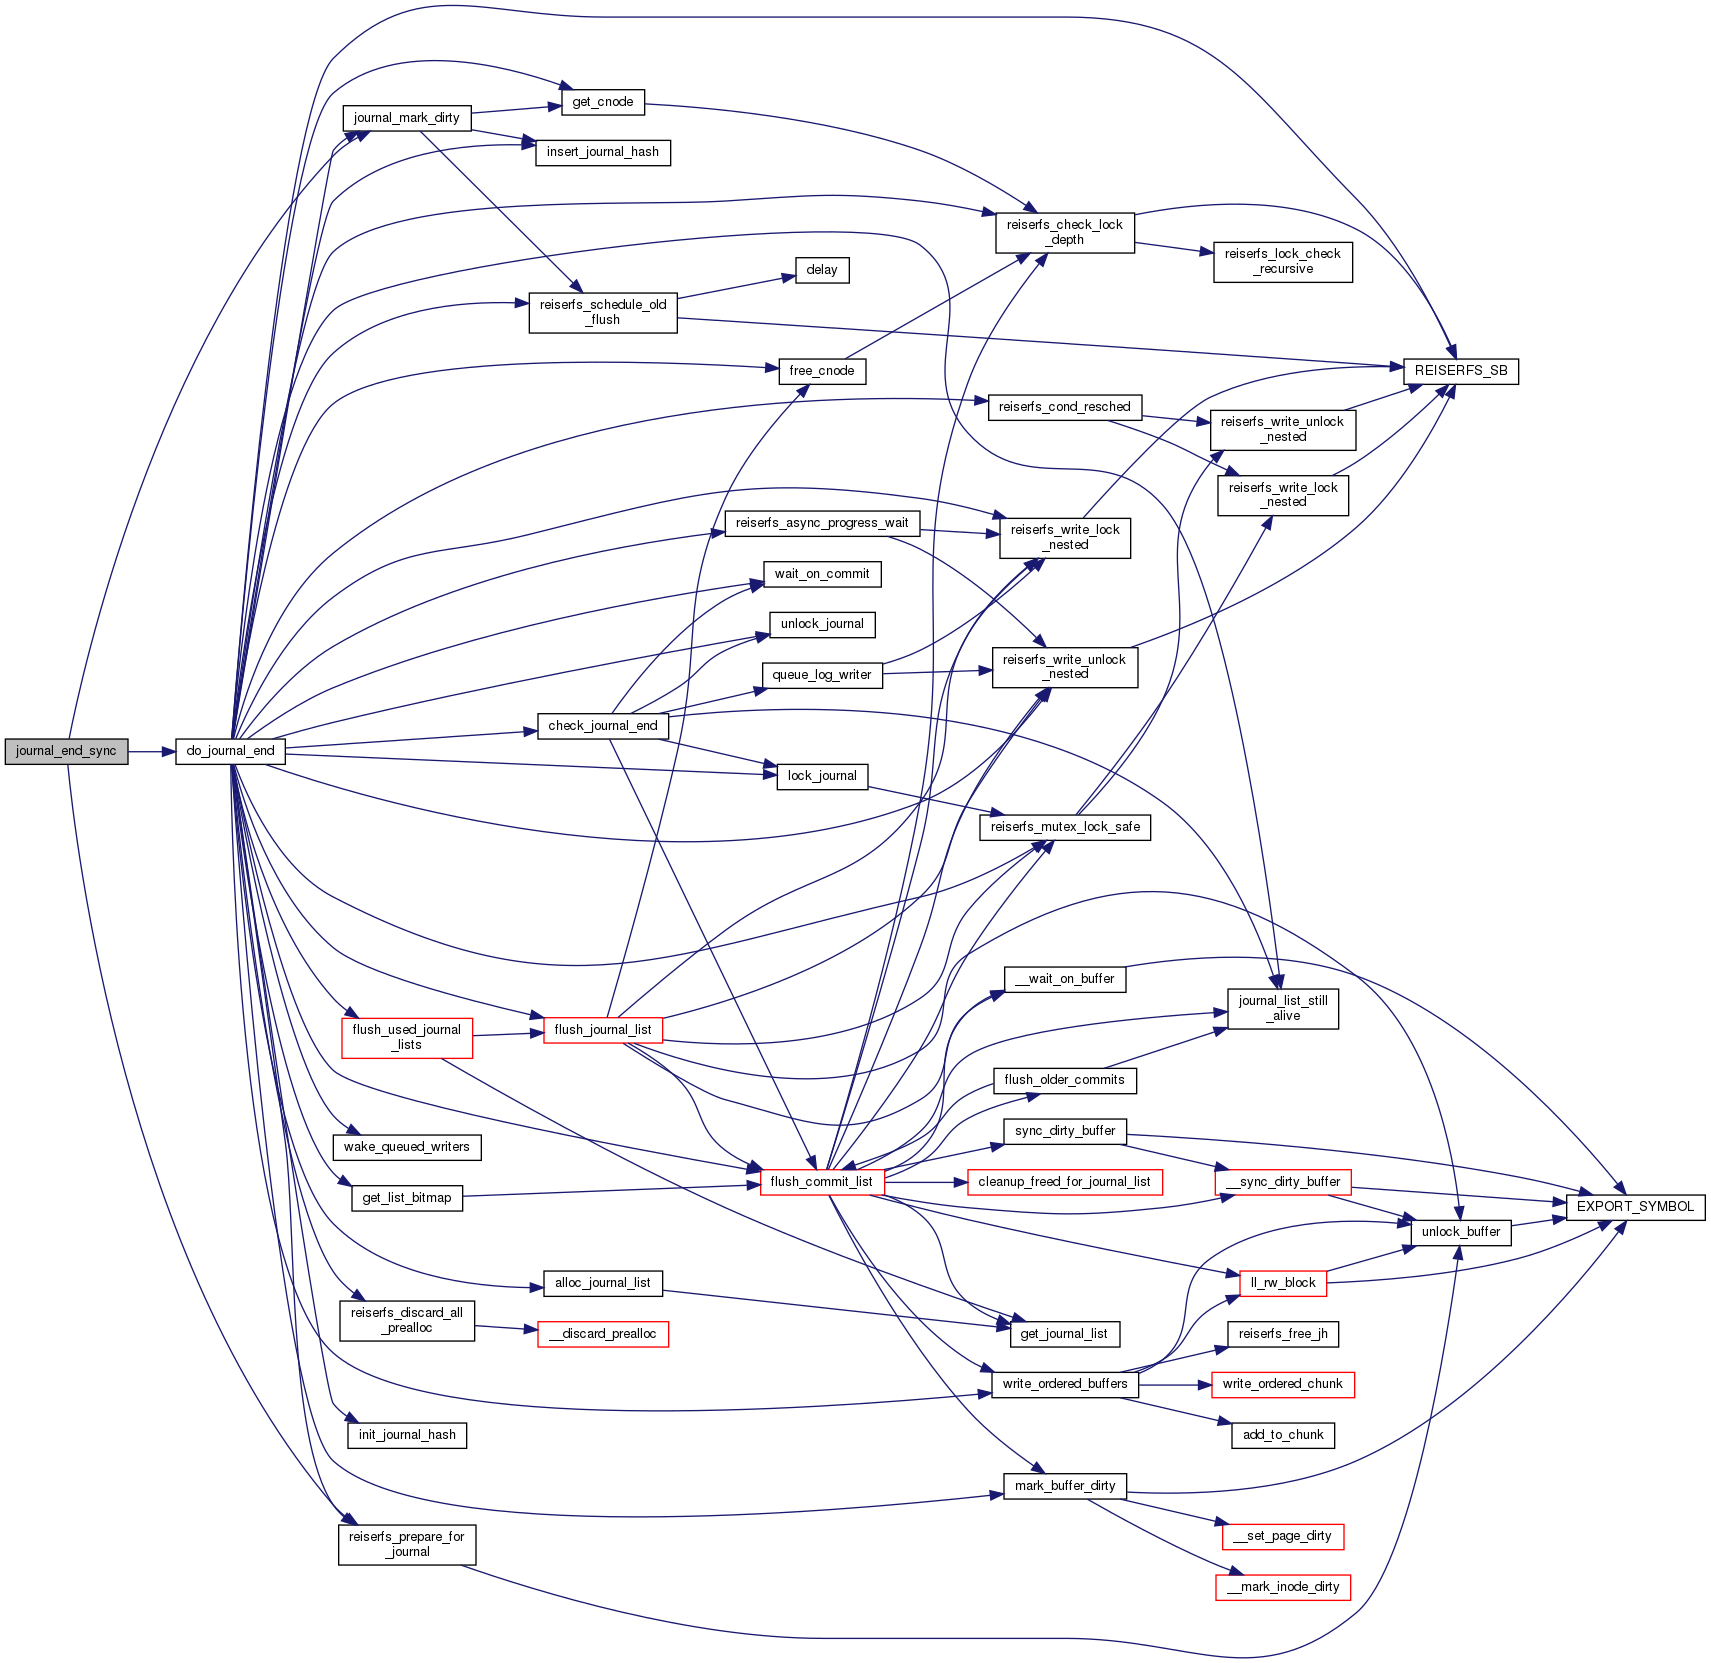 journal_end_sync
do_journal_end
journal_mark_dirty
flush_used_journal
_lists
wake_queued_writers
get_list_bitmap
reiserfs_discard_all
_prealloc
init_journal_hash
reiserfs_prepare_for
_journal
get_cnode
insert_journal_hash
reiserfs_schedule_old
_flush
check_journal_end
flush_journal_list
alloc_journal_list
__discard_prealloc
delay
free_cnode
reiserfs_async_progress_wait
wait_on_commit
unlock_journal
queue_log_writer
lock_journal
flush_commit_list
reiserfs_check_lock
_depth
reiserfs_cond_resched
reiserfs_write_lock
_nested
reiserfs_write_unlock
_nested
reiserfs_mutex_lock_safe
__wait_on_buffer
flush_older_commits
sync_dirty_buffer
cleanup_freed_for_journal_list
get_journal_list
write_ordered_buffers
mark_buffer_dirty
reiserfs_lock_check
_recursive
reiserfs_write_unlock
_nested
reiserfs_write_lock
_nested
journal_list_still
_alive
__sync_dirty_buffer
ll_rw_block
reiserfs_free_jh
write_ordered_chunk
add_to_chunk
__set_page_dirty
__mark_inode_dirty
REISERFS_SB
unlock_buffer
EXPORT_SYMBOL